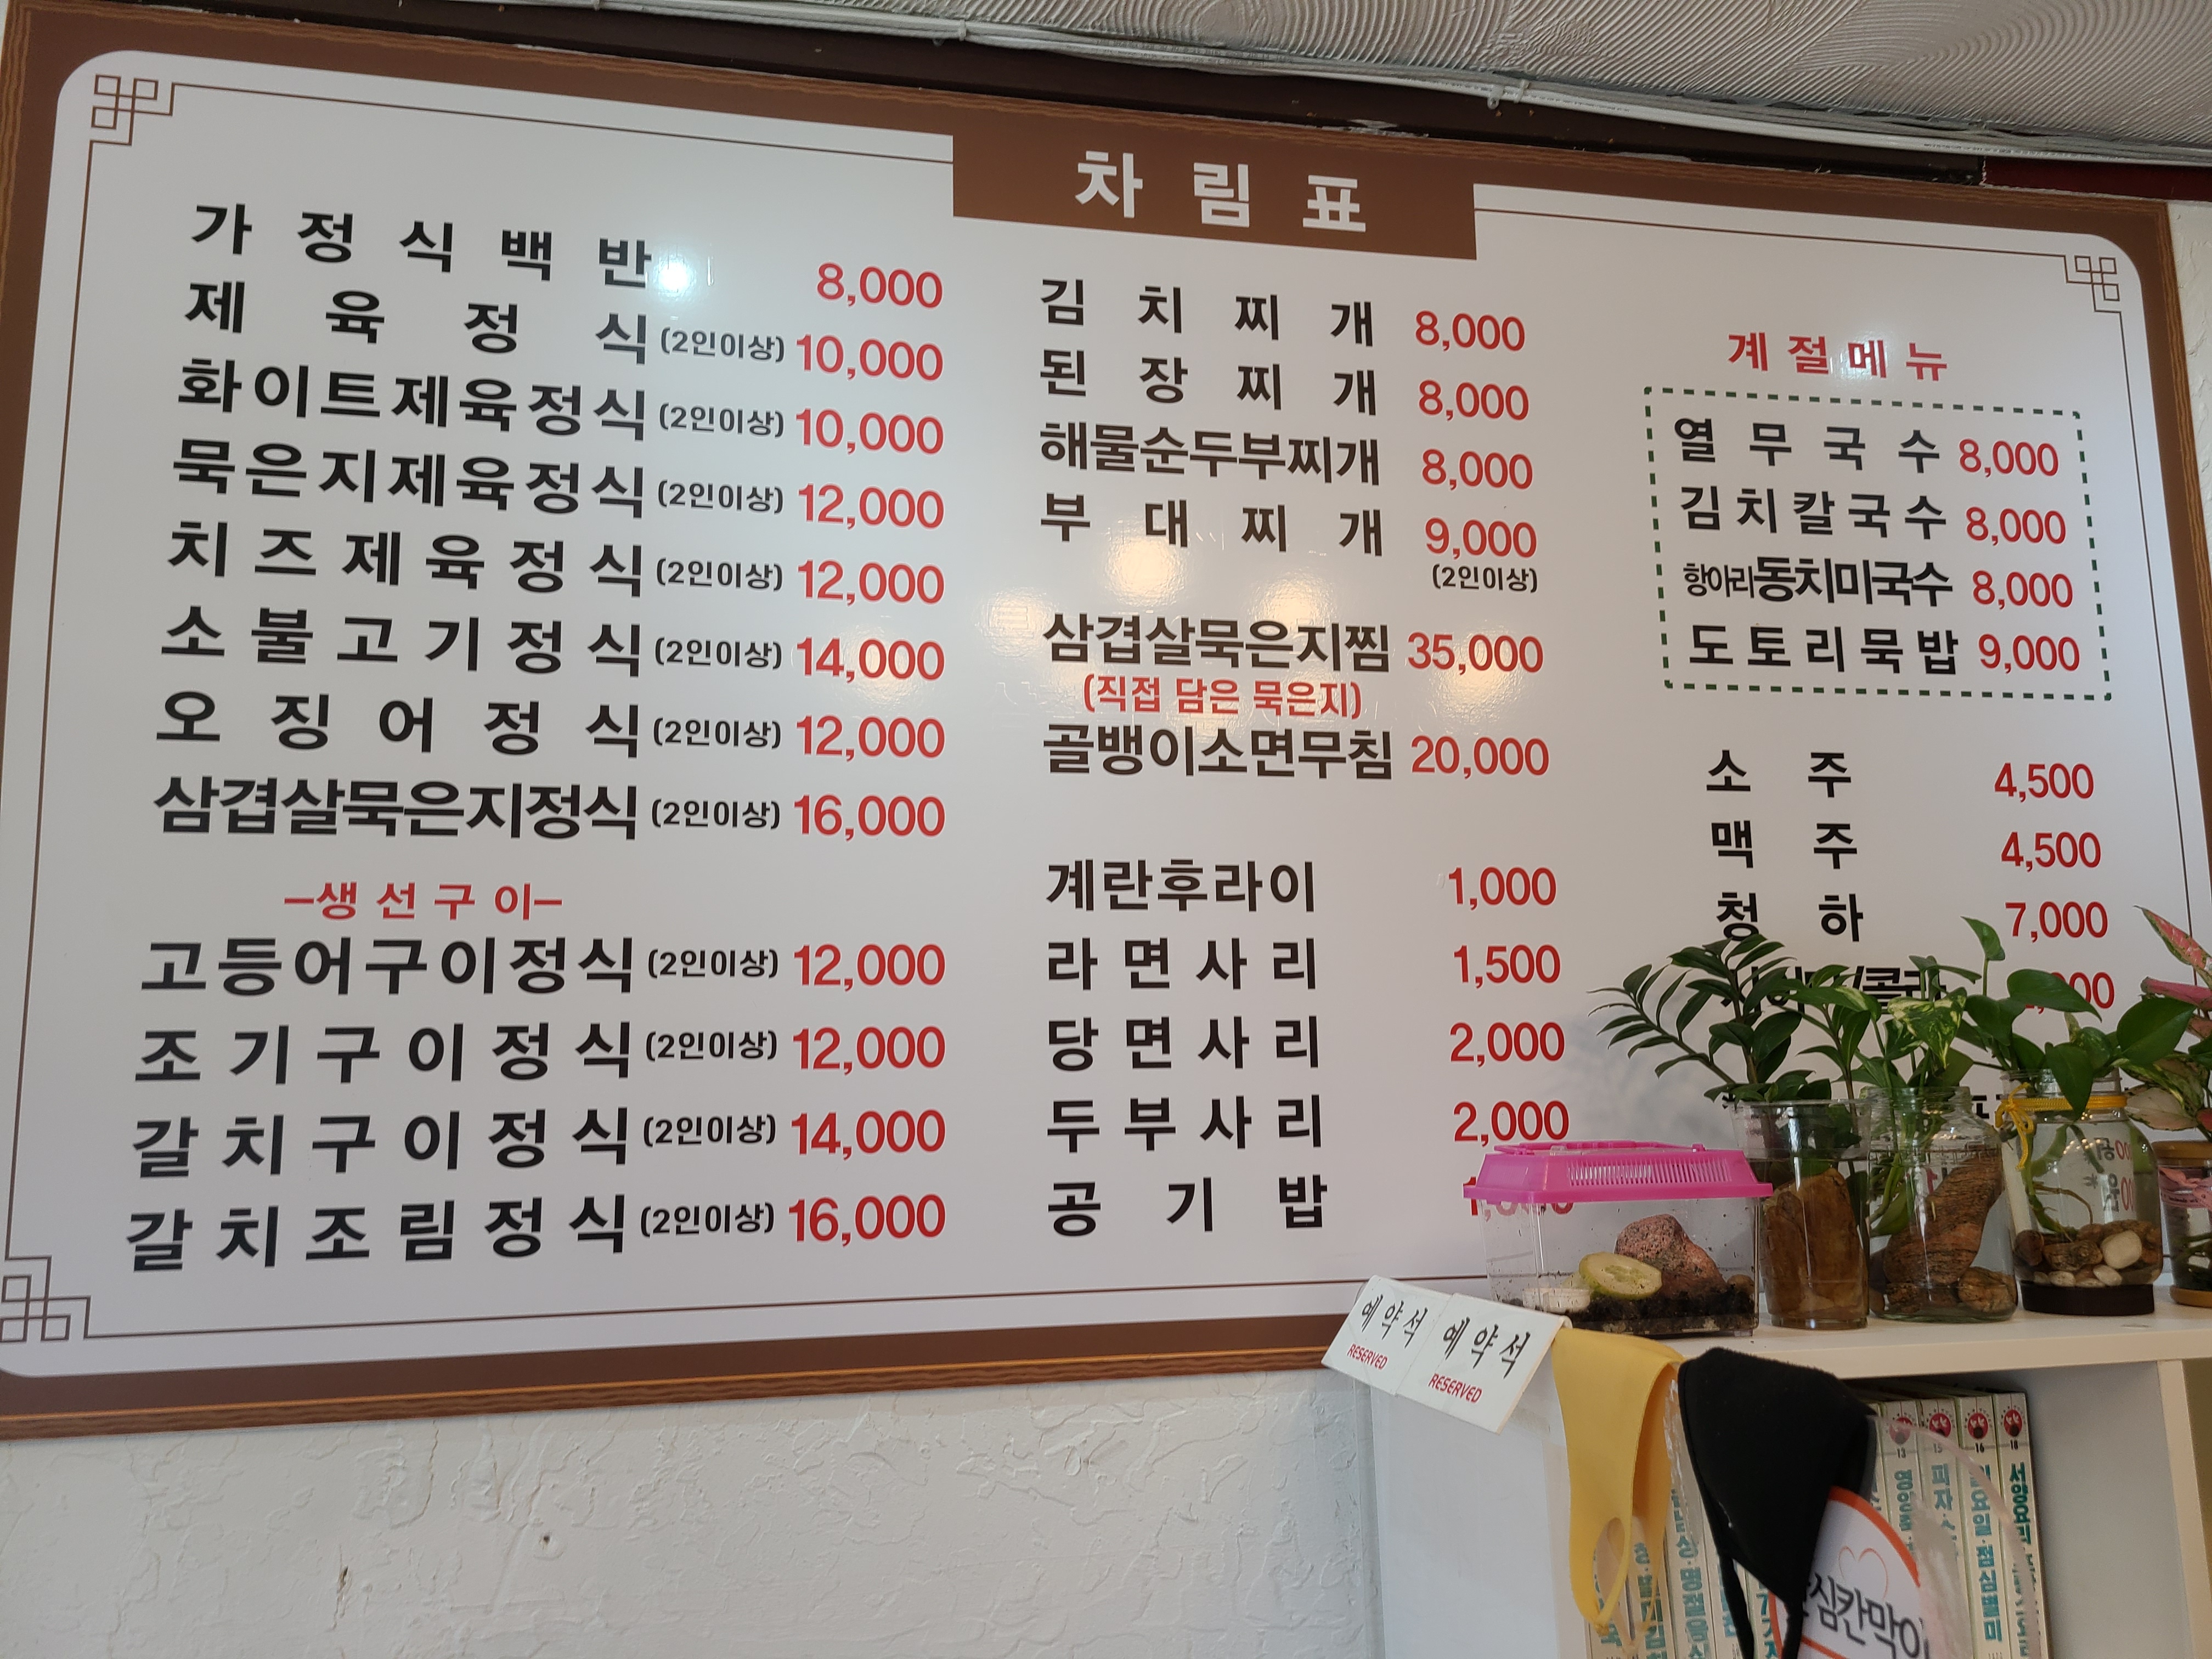 차림표
가정식백반 8,000
제육정식 (2인이상) 10,000
화이트제육정식 (2인이상) 10,000
묵은지제육정식 (2인이상) 12,000
치즈제육정식 (2인이상) 12,000
소불고기정식 (2인이상) 14,000
오징어정식 (2인이상) 12,000
삼겹살묵은지정식 (2인이상) 16,000
-생선구이-
고등어구이정식 (2인이상) 12,000
조기구이정식 (2인이상) 12,000
갈치구이정식 (2인이상) 14,000
갈치조림정식 (2인이상) 16,000
김치찌개 8,000
된장찌개 8,000
해물순두부찌개 8,000
부대찌개 9,000
(2인이상)
삼겹살묵은지찜 35,000
(직접 담은 묵은지)
골뱅이소면무침 20,000
계란후라이 1,000
라면사리 1,500
당면사리 2,000
두부사리 2,000
공기밥
계절메뉴
열무국수 8,000
김치칼국수 8,000
항아리동치미국수 8,000
도토리묵밥 9,000
소주 4,500
맥주 4,500
청하 7,000
예약석
RESERVED
예약석
RESERVED
13
15
16
18